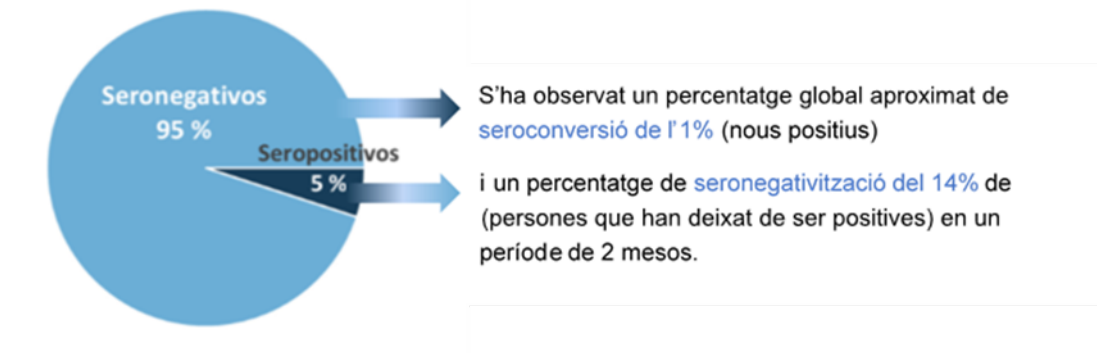 Seronegativos
95 %
Seropositivos
5 %
S'ha observat un percentatge global aproximat de
seroconversió de l'1% (nous positius)
i un percentatge de seronegativització del 14% de
(persones que han deixat de ser positives) en un
període de 2 mesos.